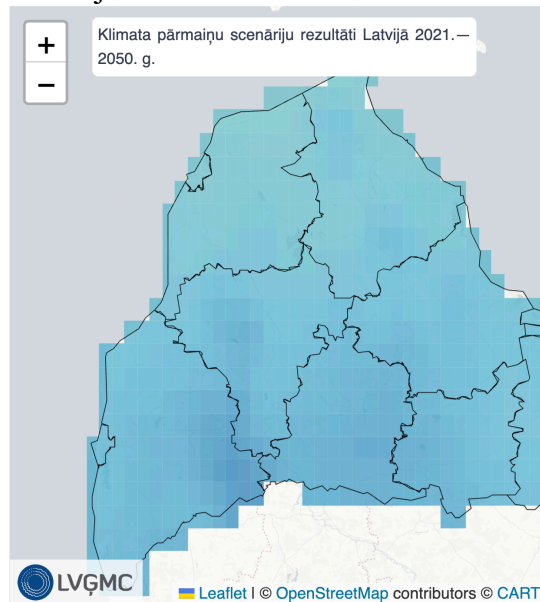 +
−
Klimata pārmaiņu scenāriju rezultāti Latvijā 2021.—
2050. g.
LVĢMC
Leaflet | © OpenStreetMap contributors © CART